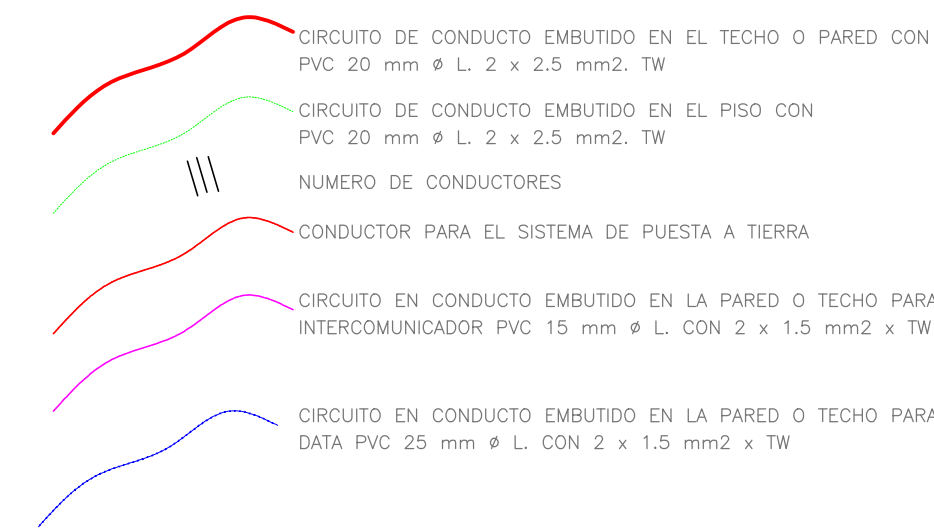 CIRCUITO DE CONDUCTO EMBUTIDO EN EL TECHO O PARED CON
PVC 20 mm ø L. 2 x 2.5 mm2. TW
CIRCUITO DE CONDUCTO EMBUTIDO EN EL PISO CON
PVC 20 mm ø L. 2 x 2.5 mm2. TW
NUMERO DE CONDUCTORES
CONDUCTOR PARA EL SISTEMA DE PUESTA A TIERRA
CIRCUITO EN CONDUCTO EMBUTIDO EN LA PARED O TECHO PARA
INTERCOMUNICADOR PVC 15 mm ø L. CON 2 x 1.5 mm2 x TW
CIRCUITO EN CONDUCTO EMBUTIDO EN LA PARED O TECHO PARA
DATA PVC 25 mm ø L. CON 2 x 1.5 mm2 x TW